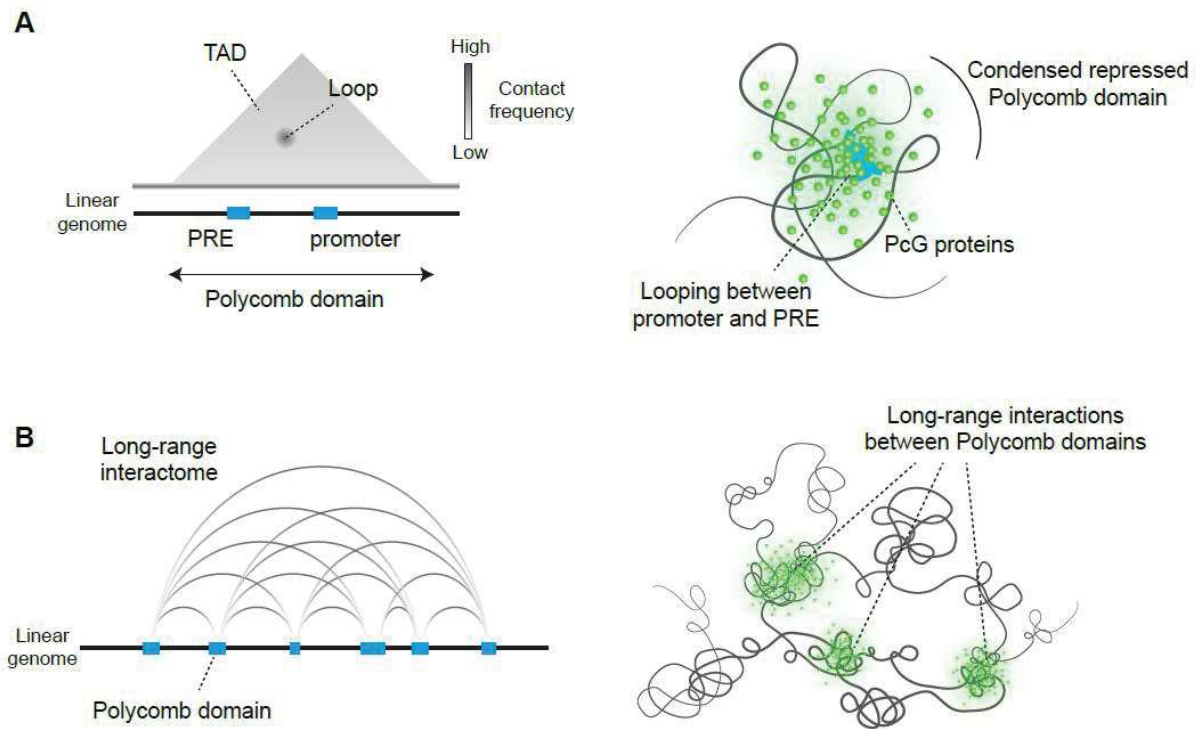 A
TAD
Loop
High
Contact
frequency
Low
Linear
genome
PRE
promoter
Polycomb domain
Condensed repressed
Polycomb domain
PcG proteins
Looping between
promoter and PRE
B
Long-range
interactome
Linear
genome
Polycomb domain
Long-range interactions
between Polycomb domains